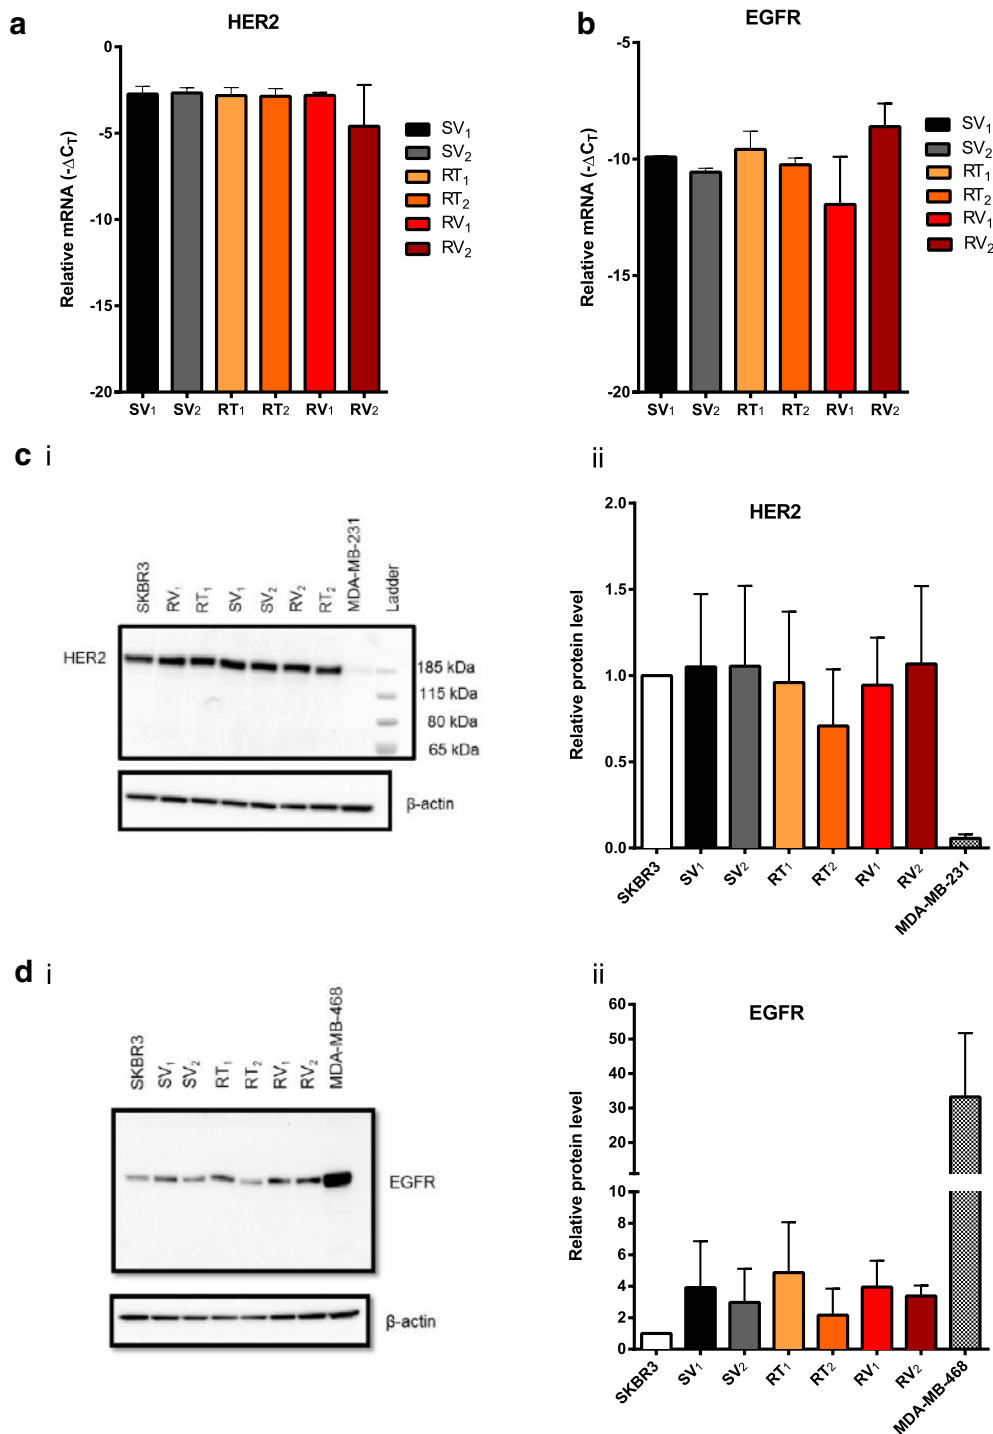 a
HER2
Relative mRNA (-ΔC_T)
0
-5
-10
-15
-20
SV1 SV2 RT1 RT2 RV1 RV2
SV1
SV2
RT1
RT2
RV1
RV2
b
EGFR
Relative mRNA (-ΔC_T)
-5
-10
-15
-20
SV1 SV2 RT1 RT2 RV1 RV2
SV1
SV2
RT1
RT2
RV1
RV2
c i
SKBR3 RV1 RT1 SV1 SV2 RV2 RT2 MDA-MB-231 Ladder
HER2
185 kDa
115 kDa
80 kDa
65 kDa
β-actin
ii
HER2
Relative protein level
2.0
1.5
1.0
0.5
0.0
SKBR3 SV1 SV2 RT1 RT2 RV1 RV2 MDA-MB-231
d i
SKBR3 SV1 SV2 RT1 RT2 RV1 RV2 MDA-MB-468
EGFR
β-actin
ii
EGFR
Relative protein level
60
50
40
30
20
10
8
6
4
2
0
SKBR3 SV1 SV2 RT1 RT2 RV1 RV2 MDA-MB-468